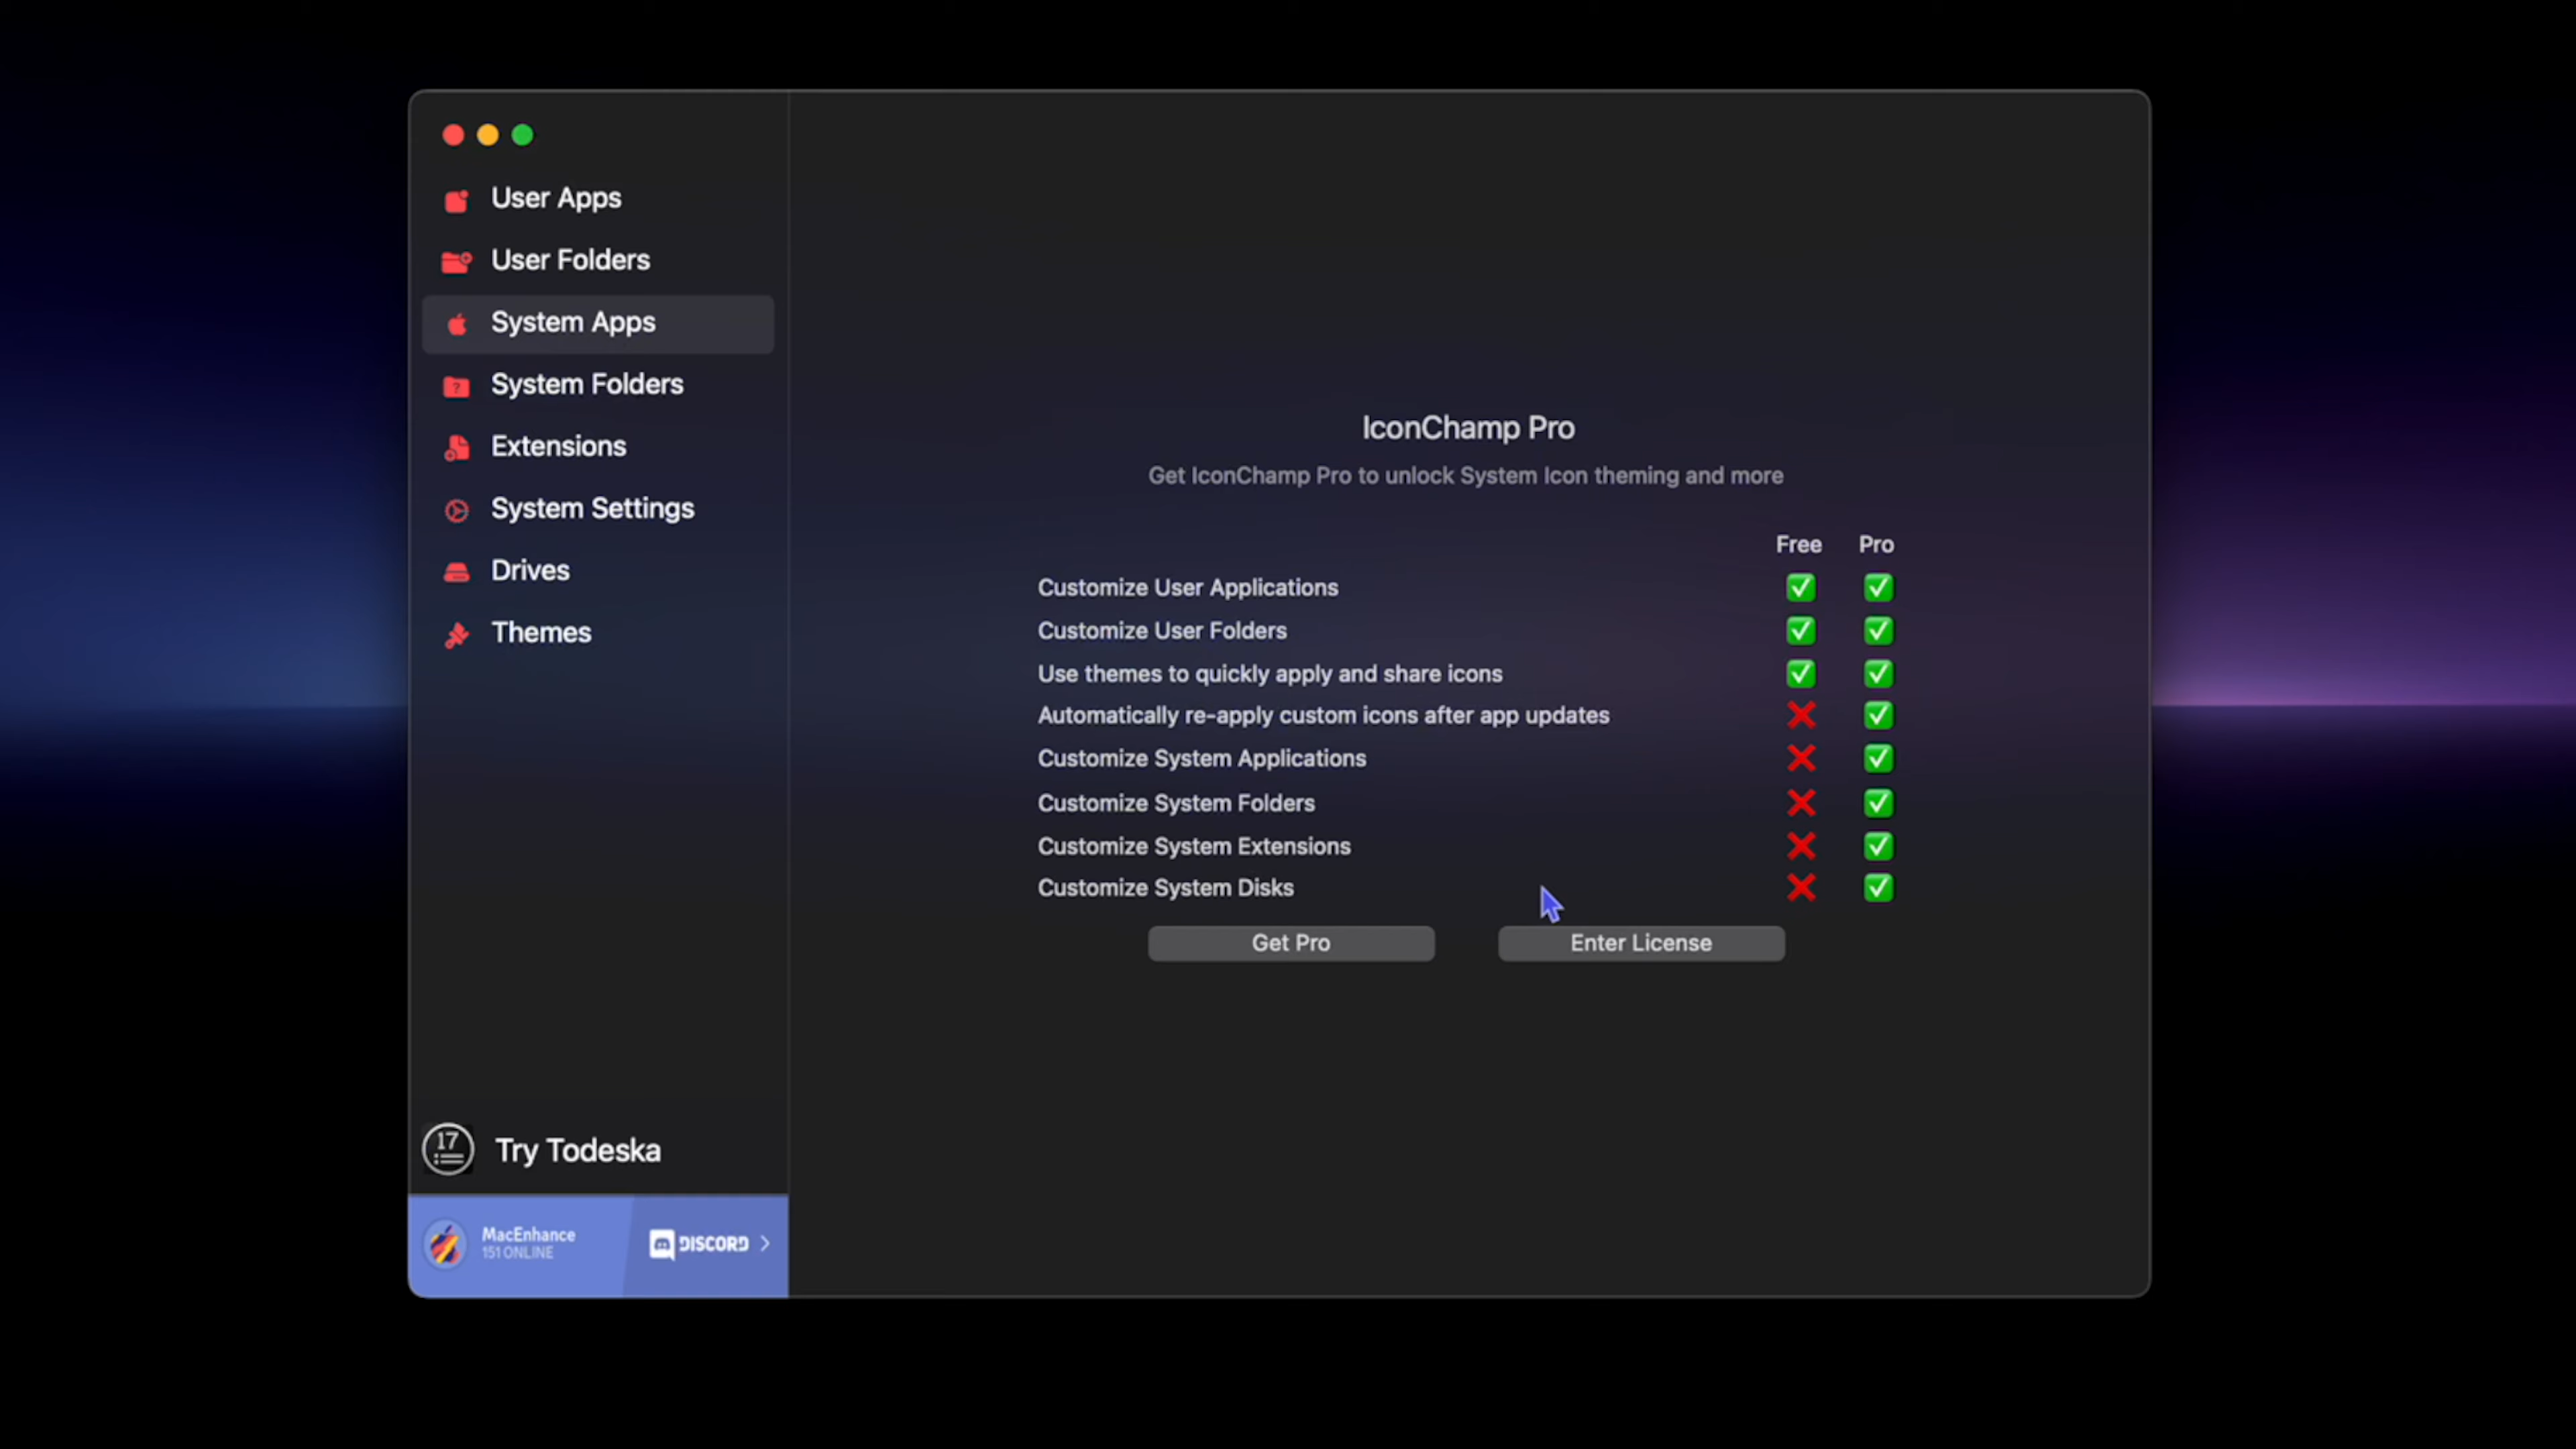 User Apps
User Folders
System Apps
System Folders
Extensions
System Settings
Drives
Themes
17
Try Todeska
MacEnhance
151 ONLINE
DISCORD
IconChamp Pro
Get IconChamp Pro to unlock System Icon theming and more
Free Pro
Customize User Applications
Customize User Folders
Use themes to quickly apply and share icons
Automatically re-apply custom icons after app updates
Customize System Applications
Customize System Folders
Customize System Extensions
Customize System Disks
Get Pro
Enter License